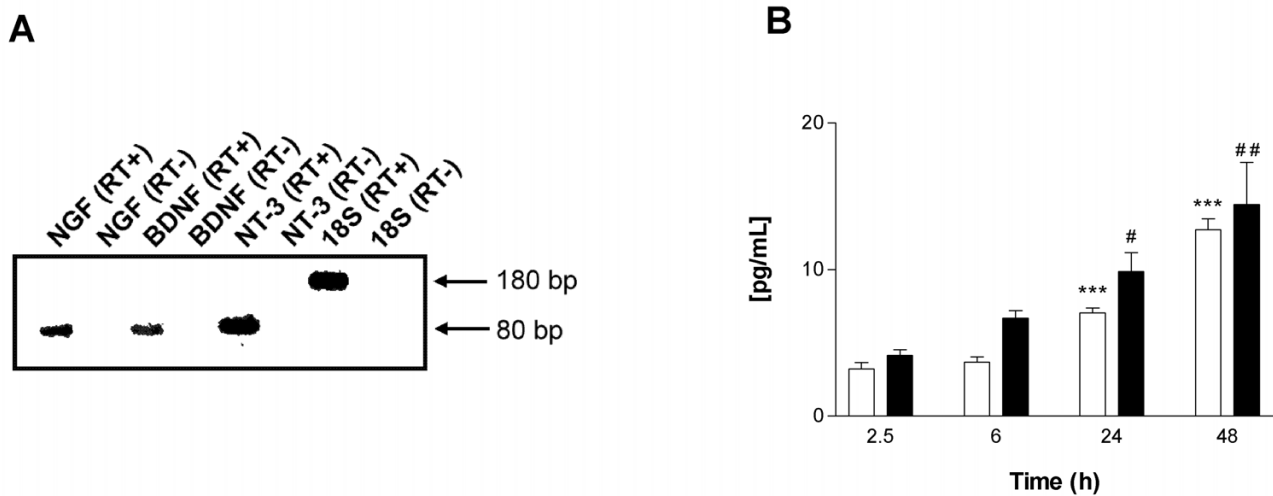 A
NGF (RT+)
NGF (RT-)
BDNF (RT+)
BDNF (RT-)
NT-3 (RT+)
NT-3 (RT-)
18S (RT+)
18S (RT-)
180 bp
80 bp
B
[pg/mL]
20
10
0
***
#
***
##
2.5
6
24
48
Time (h)